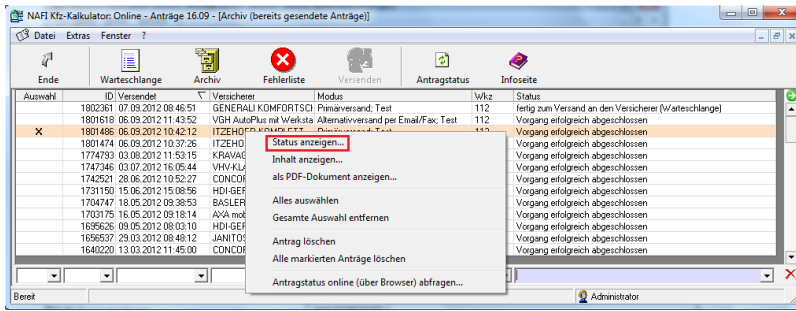 NAFI Kfz-Kalkulator: Online - Anträge 16.09 - [Archiv (bereits gesendete Anträge)]
Datei Extras Fenster ?
Ende Warteschlange Archiv Fehlerliste Versenden Antragstatus Infoseite
Auswahl ID Versendet Versicherer Modus Wkz Status
1802361 07.09.2012 08:46:51 GENERALI KOMFORTSCH Primärversand; Test 112 fertig zum Versand an den Versicherer (Warteschlange)
1801618 06.09.2012 11:43:52 VGH AutoPlus mit Werksta Alternativversand per Email/Fax; Test 112 Vorgang erfolgreich abgeschlossen
X 1801486 06.09.2012 10:42:12 ITZEHOER KOMPLETT Primärversand; Test 112 Vorgang erfolgreich abgeschlossen
1801474 06.09.2012 10:37:26 ITZEHO Vorgang erfolgreich abgeschlossen
Status anzeigen...
1774793 03.08.2012 11:53:15 KRAVAG Vorgang erfolgreich abgeschlossen
Inhalt anzeigen...
1747346 03.07.2012 16:05:44 VHV-KLA Vorgang erfolgreich abgeschlossen
1742521 28.06.2012 10:52:27 CONCOR Vorgang erfolgreich abgeschlossen
als PDF-Dokument anzeigen...
1731150 15.06.2012 15:08:56 HDI-GER Vorgang erfolgreich abgeschlossen
1704747 18.05.2012 09:38:53 BASLER Vorgang erfolgreich abgeschlossen
Alles auswählen
1703175 16.05.2012 09:18:14 AXA mob Vorgang erfolgreich abgeschlossen
Gesamte Auswahl entfernen
1695626 09.05.2012 08:03:10 HDI-GER Vorgang erfolgreich abgeschlossen
1656537 29.03.2012 08:48:12 JANITOS Vorgang erfolgreich abgeschlossen
Antrag löschen
1640220 13.03.2012 11:45:00 CONCOR Vorgang erfolgreich abgeschlossen
Alle markierten Anträge löschen
Antragstatus online (über Browser) abfragen...
Bereit Administrator